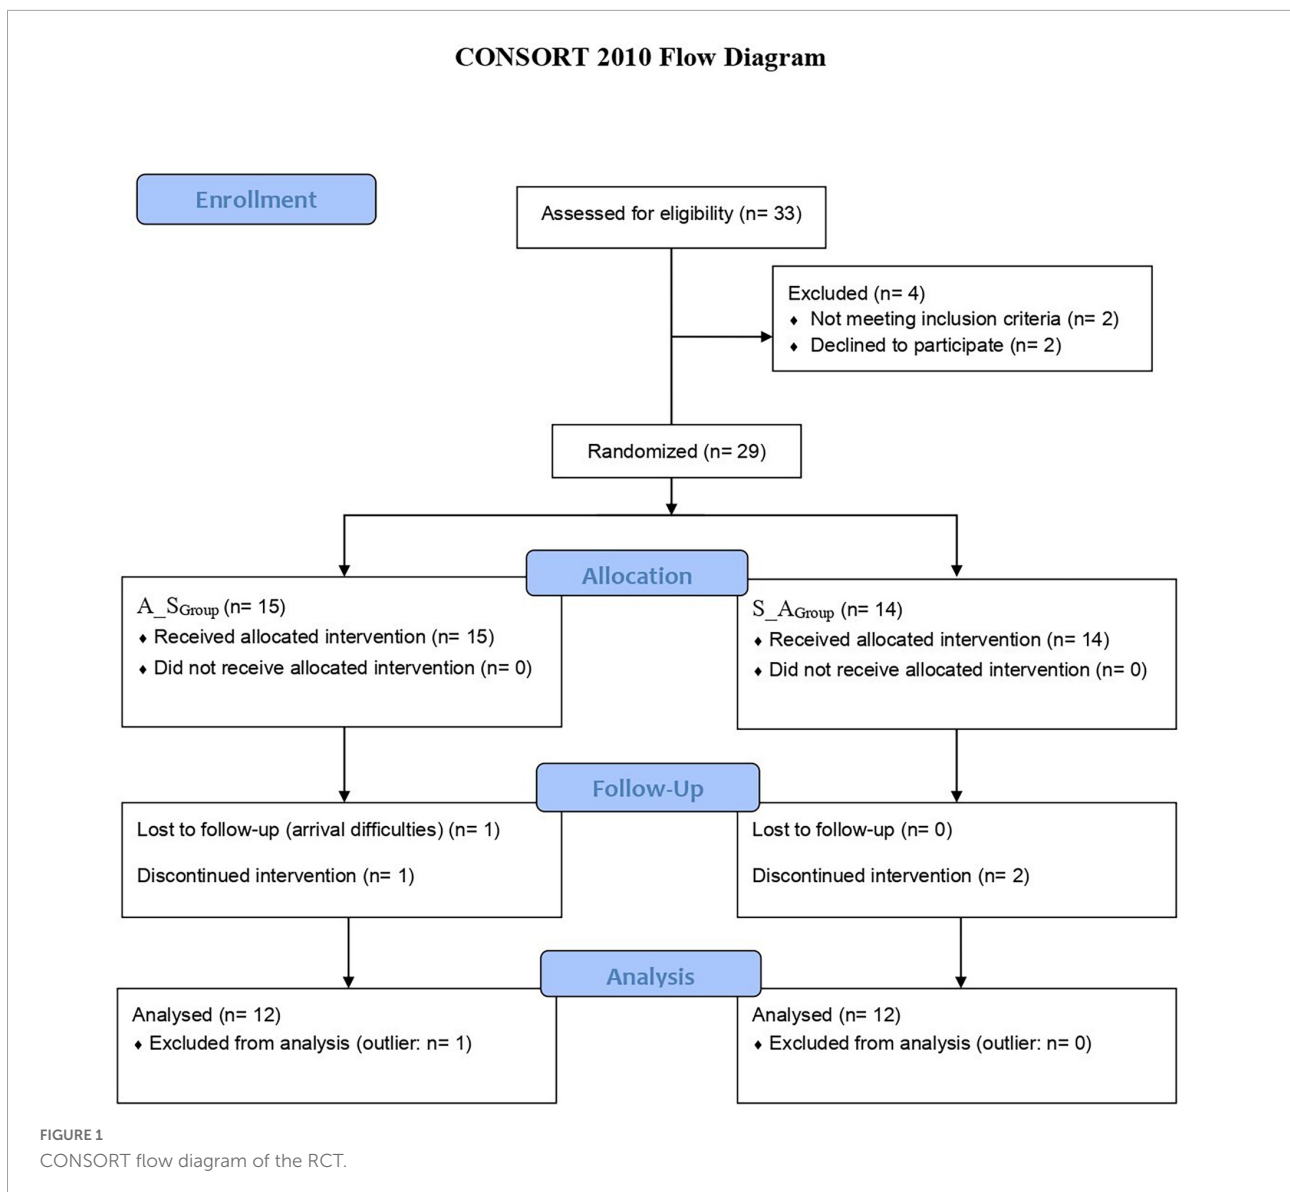 CONSORT 2010 Flow Diagram
Enrollment
Assessed for eligibility (n= 33)
Excluded (n= 4)
♦ Not meeting inclusion criteria (n= 2)
♦ Declined to participate (n= 2)
Randomized (n= 29)
Allocation
A_SGroup (n= 15)
♦ Received allocated intervention (n= 15)
♦ Did not receive allocated intervention (n= 0)
S_AGroup (n= 14)
♦ Received allocated intervention (n= 14)
♦ Did not receive allocated intervention (n= 0)
Follow-Up
Lost to follow-up (arrival difficulties) (n= 1)
Discontinued intervention (n= 1)
Lost to follow-up (n= 0)
Discontinued intervention (n= 2)
Analysis
Analysed (n= 12)
♦ Excluded from analysis (outlier: n= 1)
Analysed (n= 12)
♦ Excluded from analysis (outlier: n= 0)
FIGURE 1
CONSORT flow diagram of the RCT.